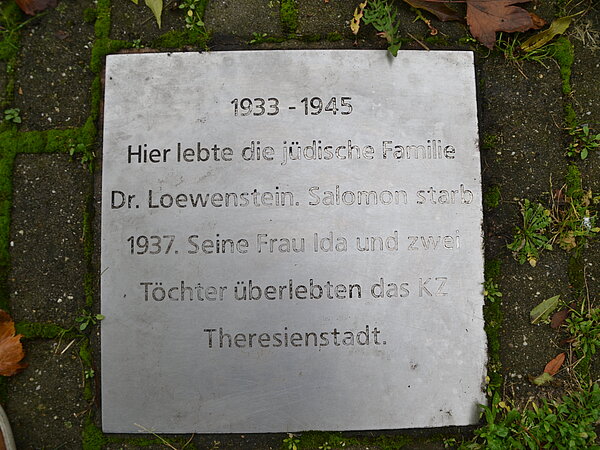 1933 - 1945
Hier lebte die jüdische Familie
Dr. Loewenstein. Salomon starb
1937. Seine Frau Ida und zwei
Töchter überlebten das KZ
Theresienstadt.